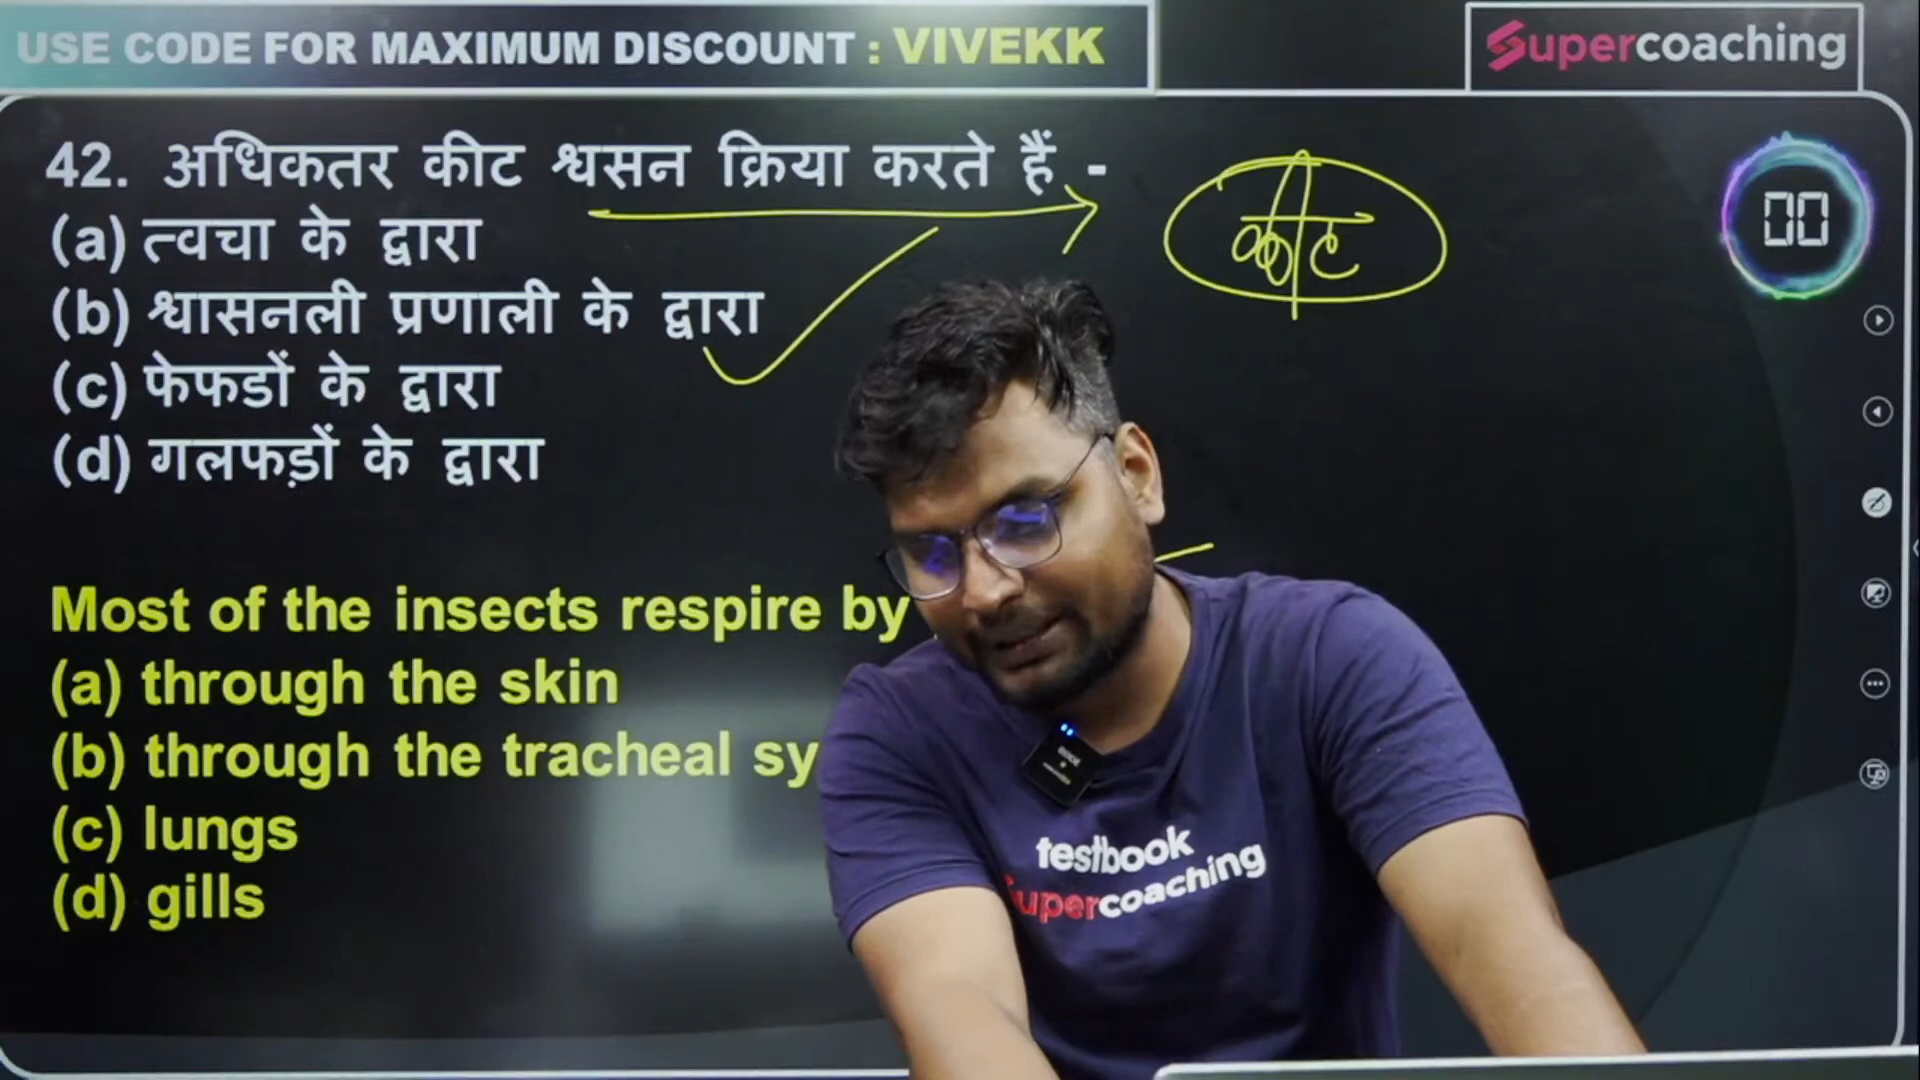 USE CODE FOR MAXIMUM DISCOUNT : VIVEKK
Supercoaching
42. अधिकतर कीट श्वसन क्रिया करते हैं -
(a) त्वचा के द्वारा
(b) श्वासनली प्रणाली के द्वारा
(c) फेफडों के द्वारा
(d) गलफड़ों के द्वारा
कीट
00
Most of the insects respire by
(a) through the skin
(b) through the tracheal sy
(c) lungs
(d) gills
testbook
Supercoaching